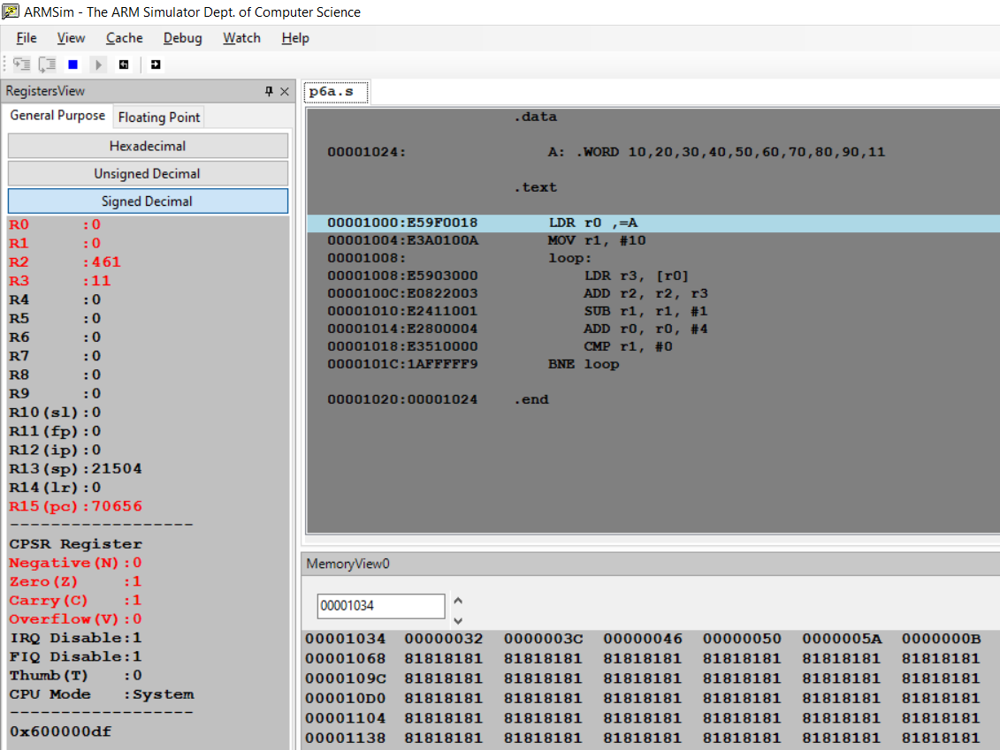 ARMSim - The ARM Simulator Dept. of Computer Science
File View Cache Debug Watch Help
RegistersView
General Purpose Floating Point
Hexadecimal
Unsigned Decimal
Signed Decimal
R0 :0
R1 :0
R2 :461
R3 :11
R4 :0
R5 :0
R6 :0
R7 :0
R8 :0
R9 :0
R10(sl):0
R11(fp):0
R12(ip):0
R13(sp):21504
R14(lr):0
R15(pc):70656
------------------
CPSR Register
Negative(N):0
Zero(Z) :1
Carry(C) :1
Overflow(V):0
IRQ Disable:1
FIQ Disable:1
Thumb(T) :0
CPU Mode :System
------------------
0x600000df
p6a.s
.data
00001024: A: .WORD 10,20,30,40,50,60,70,80,90,11
.text
00001000:E59F0018 LDR r0 ,=A
00001004:E3A0100A MOV r1, #10
00001008: loop:
00001008:E5903000 LDR r3, [r0]
0000100C:E0822003 ADD r2, r2, r3
00001010:E2411001 SUB r1, r1, #1
00001014:E2800004 ADD r0, r0, #4
00001018:E3510000 CMP r1, #0
0000101C:1AFFFFF9 BNE loop
00001020:00001024 .end
MemoryView0
00001034
00001034 00000032 0000003C 00000046 00000050 0000005A 0000000B
00001068 81818181 81818181 81818181 81818181 81818181 81818181
0000109C 81818181 81818181 81818181 81818181 81818181 81818181
000010D0 81818181 81818181 81818181 81818181 81818181 81818181
00001104 81818181 81818181 81818181 81818181 81818181 81818181
00001138 81818181 81818181 81818181 81818181 81818181 81818181